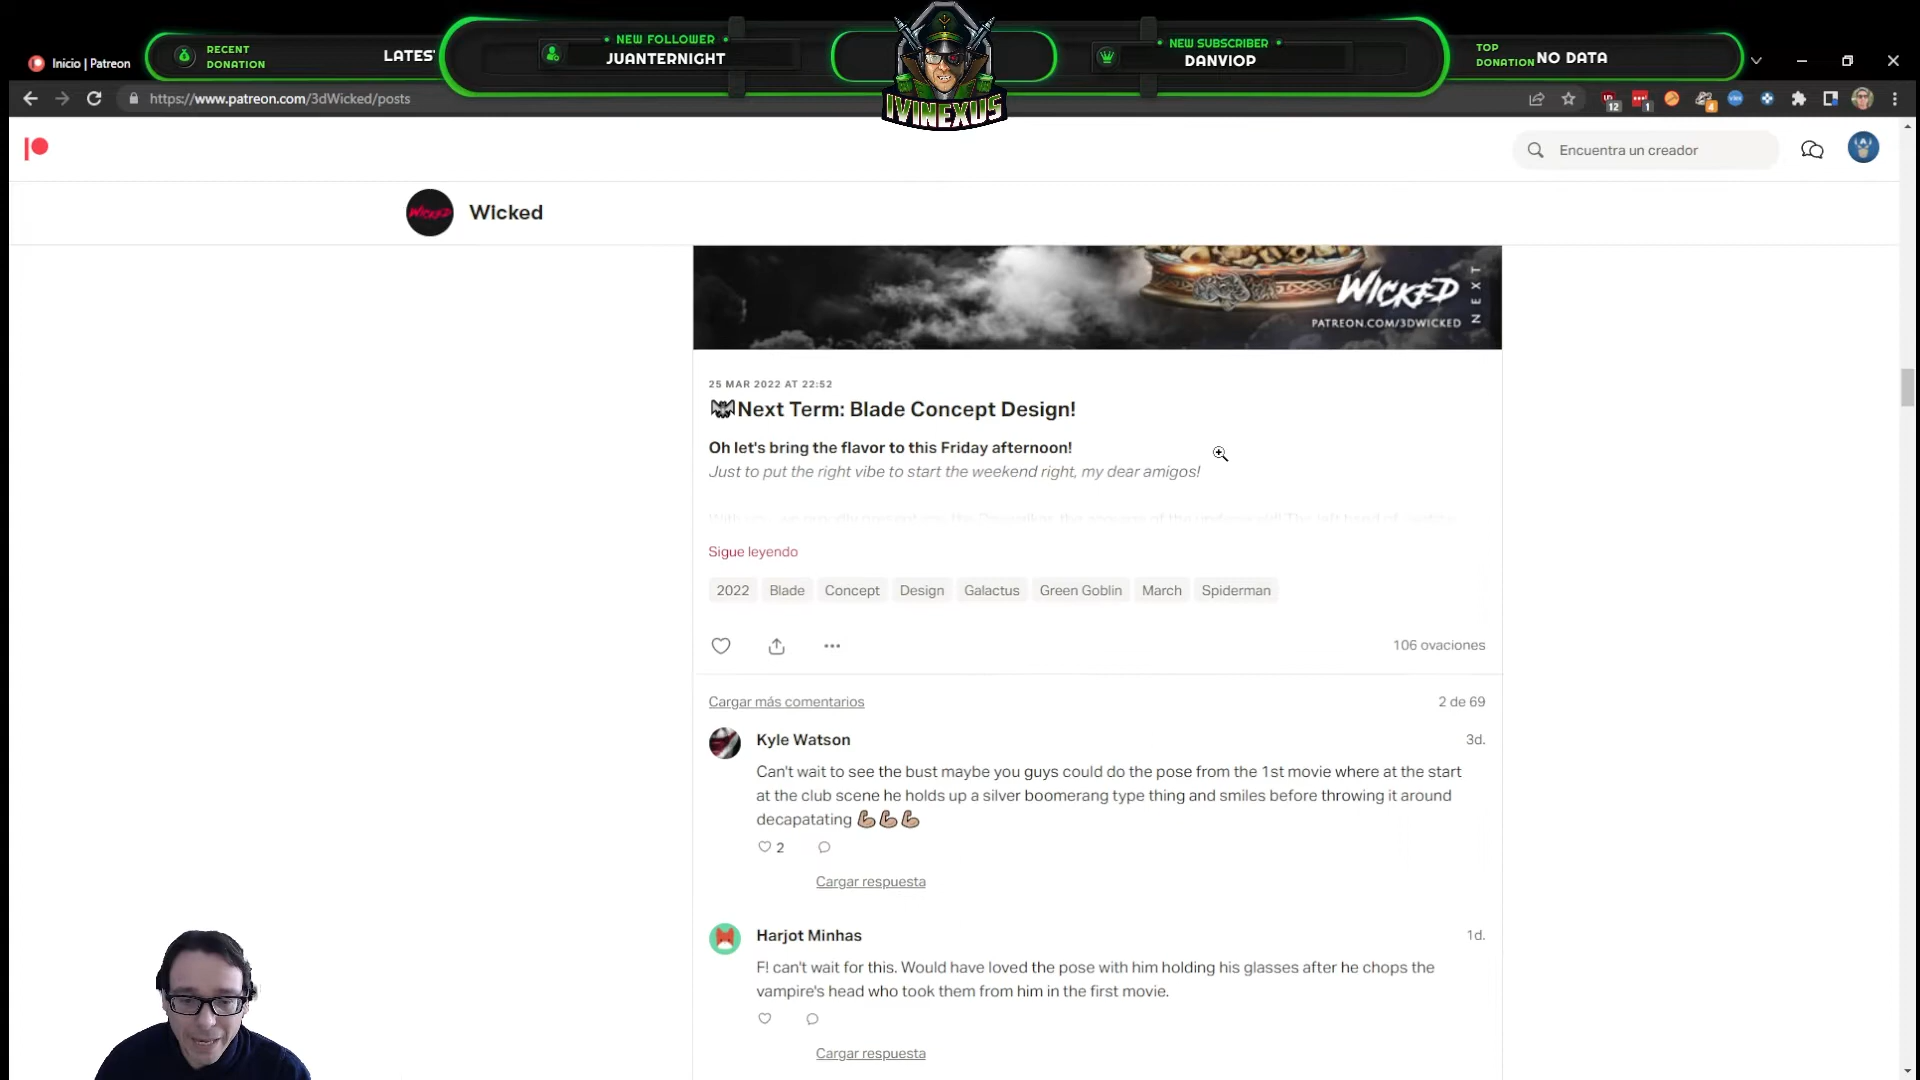 Inicio | Patreon
RECENT
DONATION
LATES
NEW FOLLOWER
JUANTERNIGHT
IVINEXUS
NEW SUBSCRIBER
DANVIOP
TOP
DONATION NO DATA
https://www.patreon.com/3dWicked/posts
12
1
4
Encuentra un creador
WICKED
Wicked
WICKED
NEXT
PATREON.COM/3DWICKED
25 MAR 2022 AT 22:52
Next Term: Blade Concept Design!
Oh let's bring the flavor to this Friday afternoon!
Just to put the right vibe to start the weekend right, my dear amigos!
Sigue leyendo
2022 Blade Concept Design Galactus Green Goblin March Spiderman
106 ovaciones
Cargar más comentarios
2 de 69
Kyle Watson
3d.
Can't wait to see the bust maybe you guys could do the pose from the 1st movie where at the start
at the club scene he holds up a silver boomerang type thing and smiles before throwing it around
decapatating 💪🏽💪🏽💪🏽
2
Cargar respuesta
Harjot Minhas
1d.
F! can't wait for this. Would have loved the pose with him holding his glasses after he chops the
vampire's head who took them from him in the first movie.
Cargar respuesta